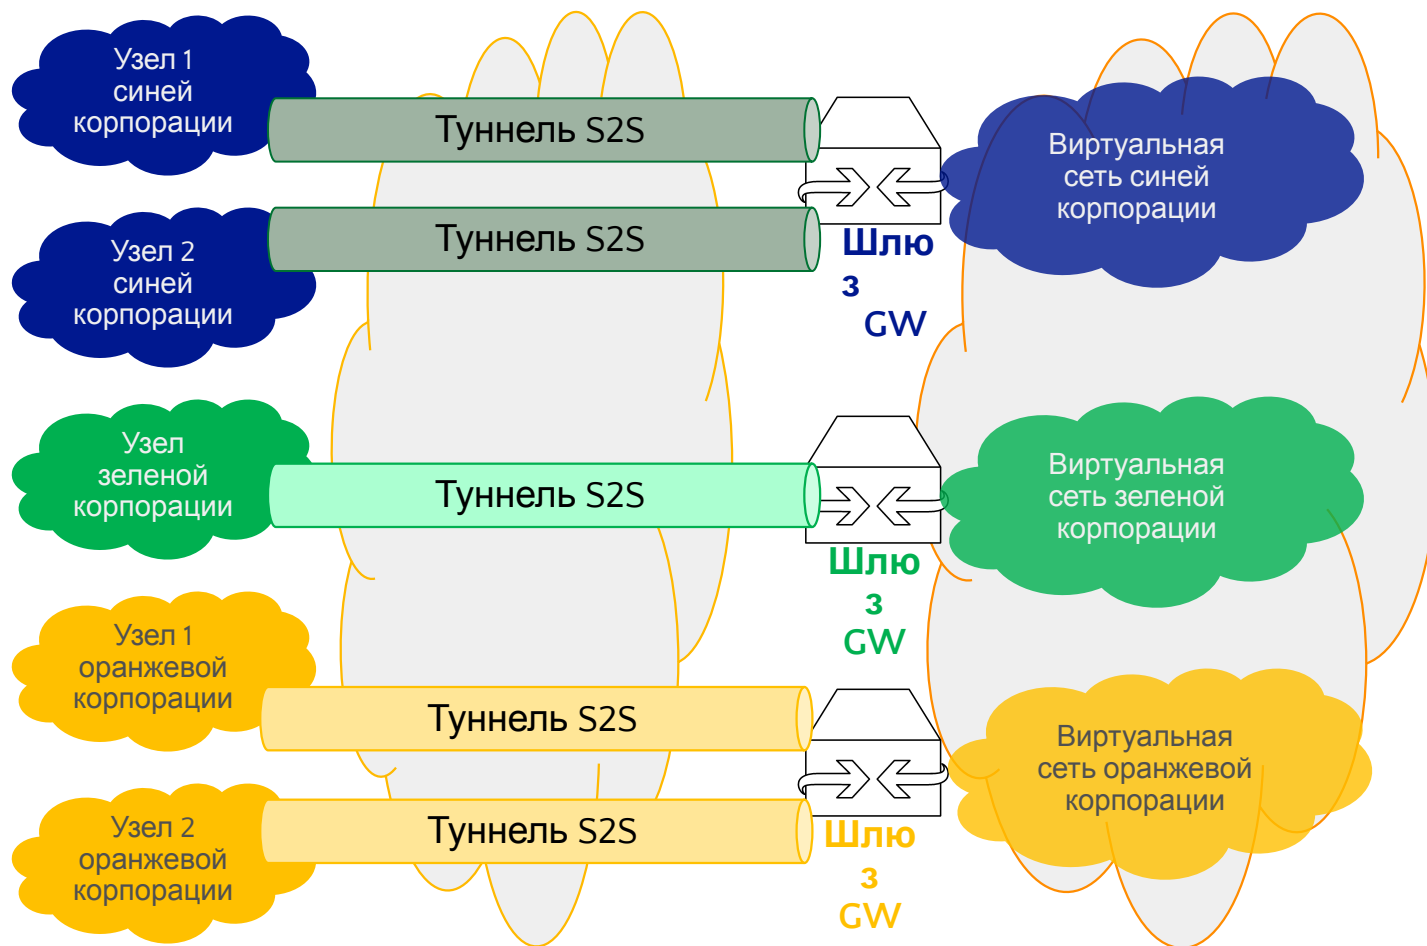 Узел 1
синей
корпорации
Туннель S2S
Виртуальная
сеть синей
корпорации
Узел 2
синей
корпорации
Туннель S2S
Шлю
з
GW
Узел
зеленой
корпорации
Туннель S2S
Виртуальная
сеть зеленой
корпорации
Шлю
з
GW
Узел 1
оранжевой
корпорации
Туннель S2S
Виртуальная
сеть оранжевой
корпорации
Узел 2
оранжевой
корпорации
Туннель S2S
Шлю
з
GW